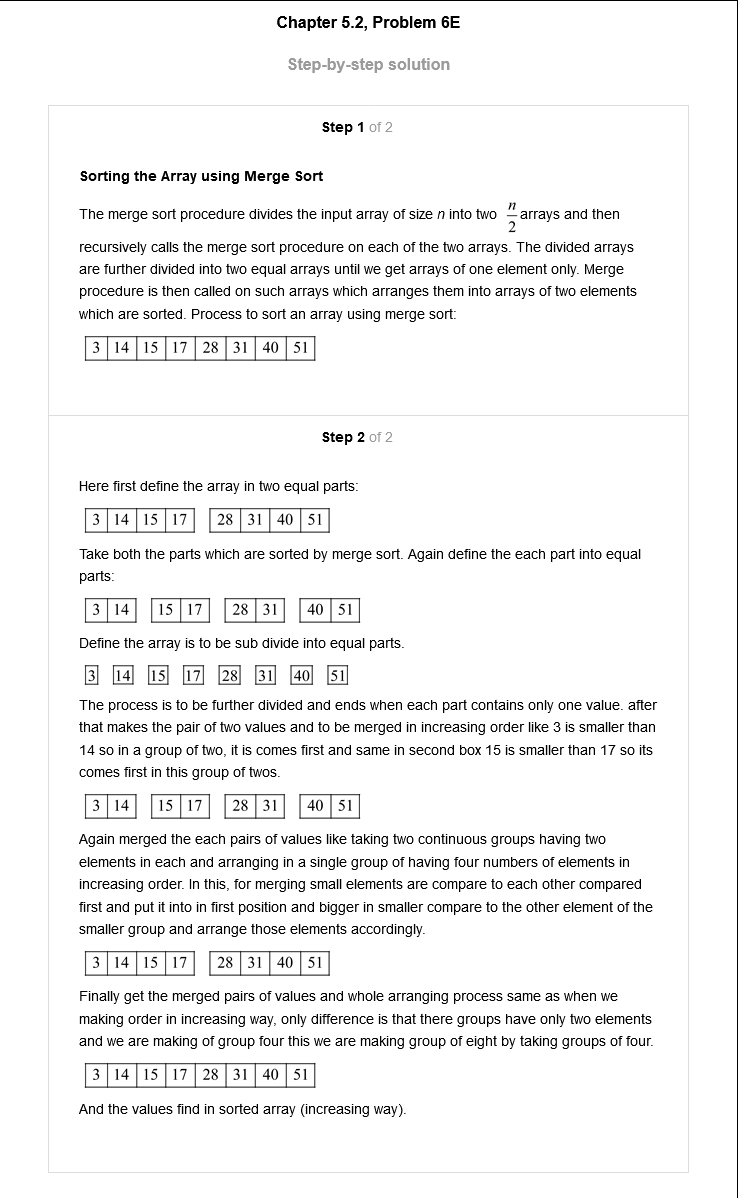 Chapter 5.2, Problem 6E
Step-by-step solution
Step 1 of 2
Sorting the Array using Merge Sort
The merge sort procedure divides the input array of size n into two n/2 arrays and then
recursively calls the merge sort procedure on each of the two arrays. The divided arrays
are further divided into two equal arrays until we get arrays of one element only. Merge
procedure is then called on such arrays which arranges them into arrays of two elements
which are sorted. Process to sort an array using merge sort:
3 14 15 17 28 31 40 51
Step 2 of 2
Here first define the array in two equal parts:
3 14 15 17 28 31 40 51
Take both the parts which are sorted by merge sort. Again define the each part into equal
parts:
3 14 15 17 28 31 40 51
Define the array is to be sub divide into equal parts.
3 14 15 17 28 31 40 51
The process is to be further divided and ends when each part contains only one value. after
that makes the pair of two values and to be merged in increasing order like 3 is smaller than
14 so in a group of two, it is comes first and same in second box 15 is smaller than 17 so its
comes first in this group of twos.
3 14 15 17 28 31 40 51
Again merged the each pairs of values like taking two continuous groups having two
elements in each and arranging in a single group of having four numbers of elements in
increasing order. In this, for merging small elements are compare to each other compared
first and put it into in first position and bigger in smaller compare to the other element of the
smaller group and arrange those elements accordingly.
3 14 15 17 28 31 40 51
Finally get the merged pairs of values and whole arranging process same as when we
making order in increasing way, only difference is that there groups have only two elements
and we are making of group four this we are making group of eight by taking groups of four.
3 14 15 17 28 31 40 51
And the values find in sorted array (increasing way).